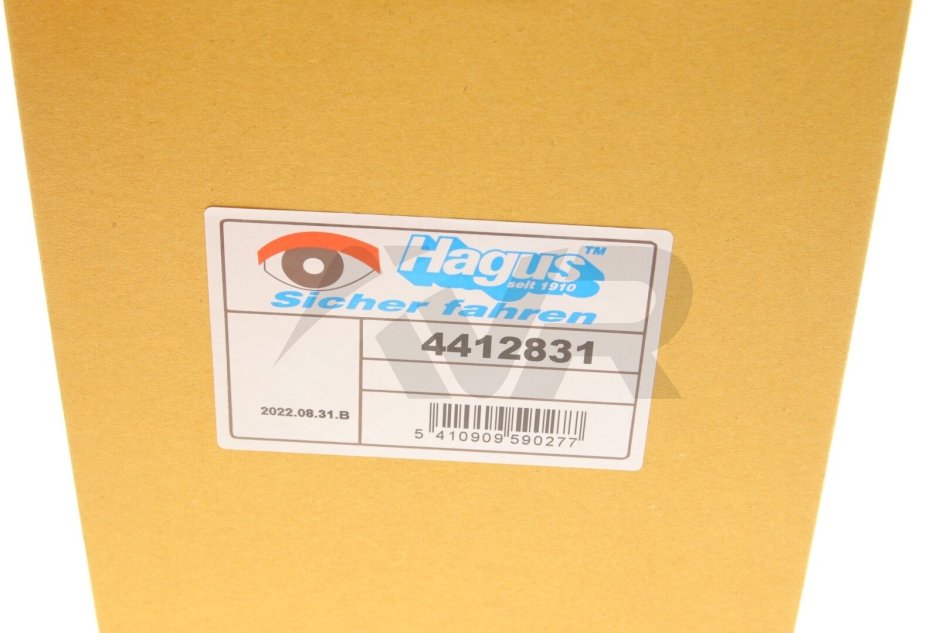 Hagus™
seit 1910
Sicher fahren
4412831
2022.08.31.B
5 410909 590277